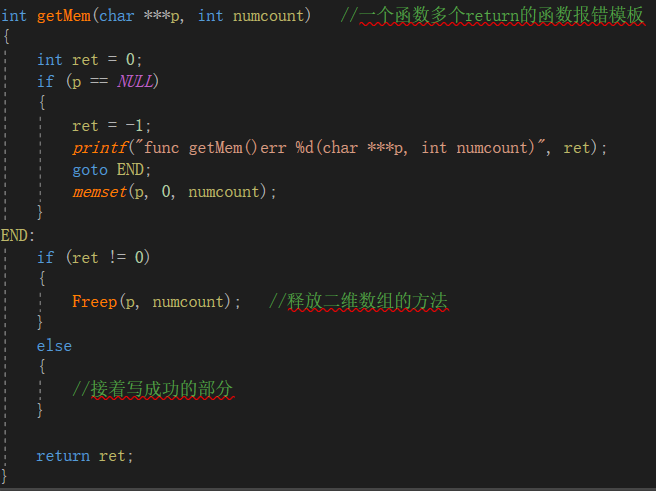 int getMem(char ***p, int numcount)   //一个函数多个return的函数报错模板
{
    int ret = 0;
    if (p == NULL)
    {
        ret = -1;
        printf("func getMem()err %d(char ***p, int numcount)", ret);
        goto END;
        memset(p, 0, numcount);
    }
END:
    if (ret != 0)
    {
        Freep(p, numcount);   //释放二维数组的方法
    }
    else
    {
        //接着写成功的部分
    }

    return ret;
}